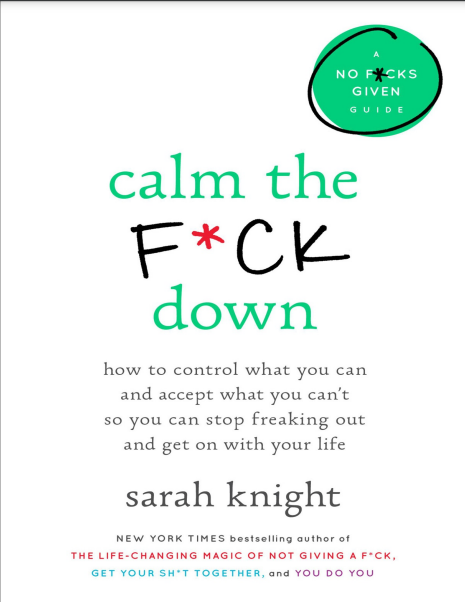 A
NO F*CKS
GIVEN
GUIDE
calm the
F*CK
down
how to control what you can
and accept what you can't
so you can stop freaking out
and get on with your life
sarah knight
NEW YORK TIMES bestselling author of
THE LIFE-CHANGING MAGIC OF NOT GIVING A F*CK,
GET YOUR SH*T TOGETHER, and YOU DO YOU